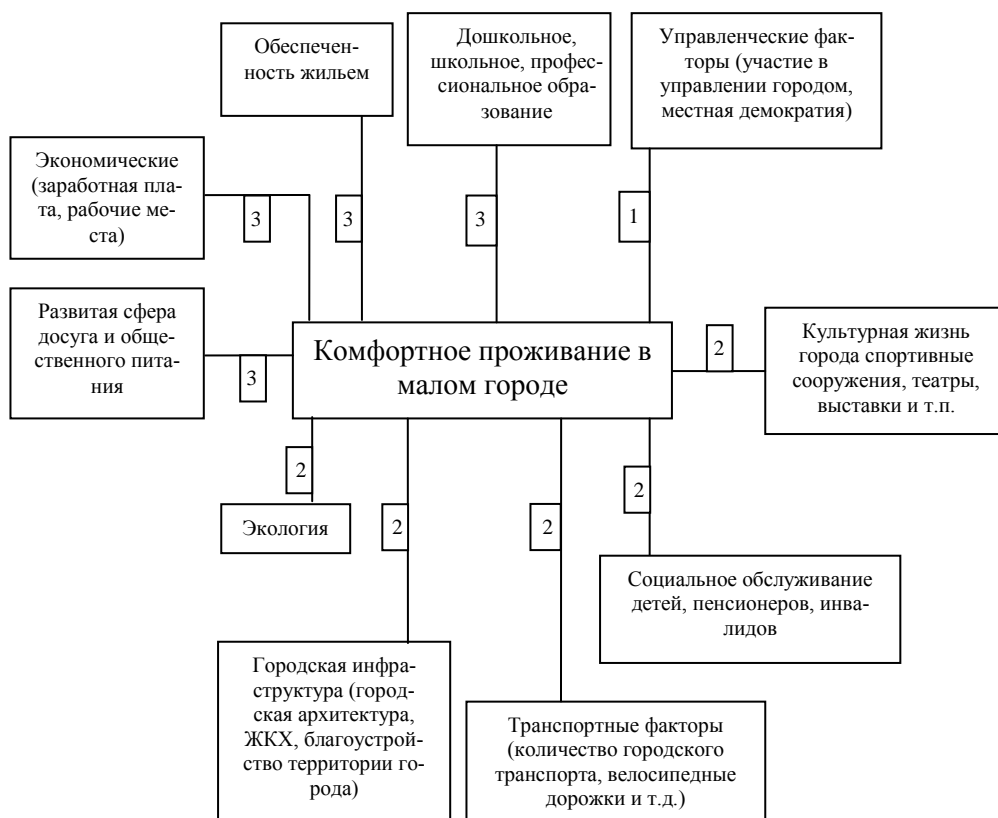 Обеспечен-
ность жильем
Дошкольное,
школьное, профес-
сиональное обра-
зование
Управленческие фак-
торы (участие в
управлении городом,
местная демократия)
Экономические
(заработная пла-
та, рабочие ме-
ста)
3
3
3
1
Развитая сфера
досуга и обще-
ственного пита-
ния
3
Комфортное проживание в
малом городе
2
Культурная жизнь
города спортивные
сооружения, театры,
выставки и т.п.
2
Экология
2
2
2
Социальное обслуживание
детей, пенсионеров, инва-
лидов
Городская инфра-
структура (город-
ская архитектура,
ЖКХ, благоустрой-
ство территории го-
рода)
Транспортные факторы
(количество городского
транспорта, велосипедные
дорожки и т.д.)